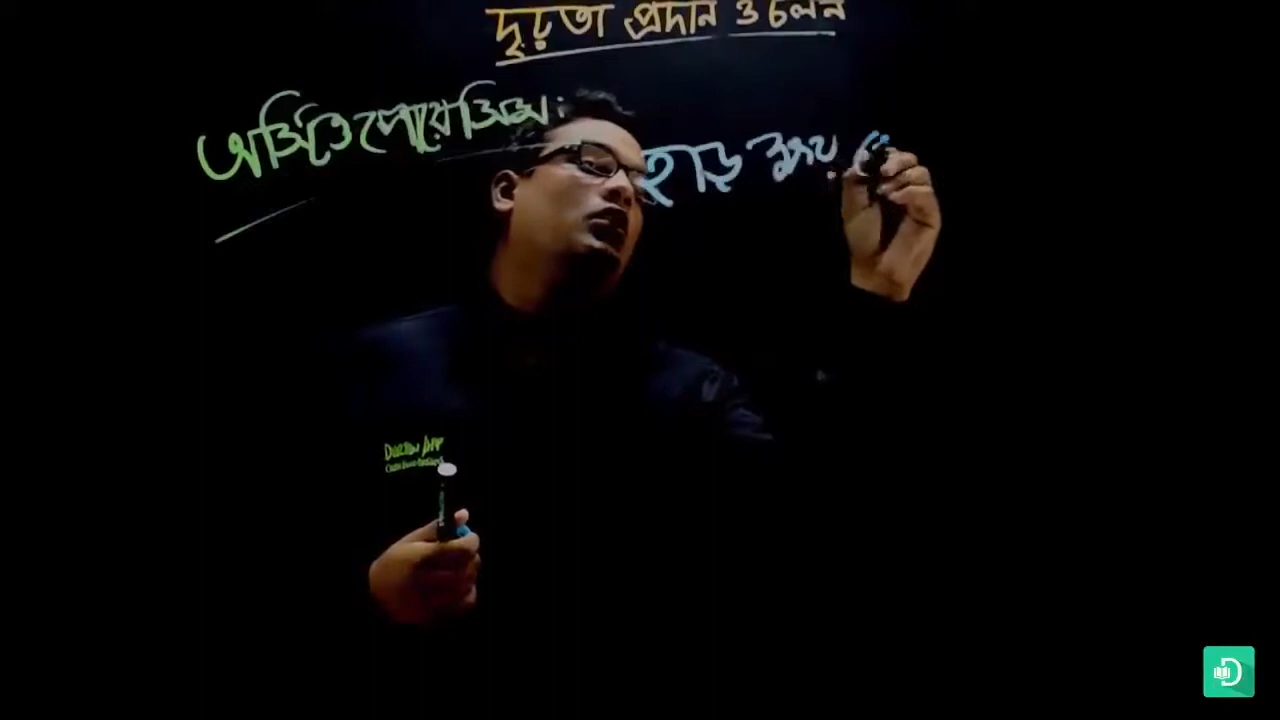 দৃঢ়তা প্রদান ও চলন
অস্টিওপোরোসিস:
হাড় ক্ষয়